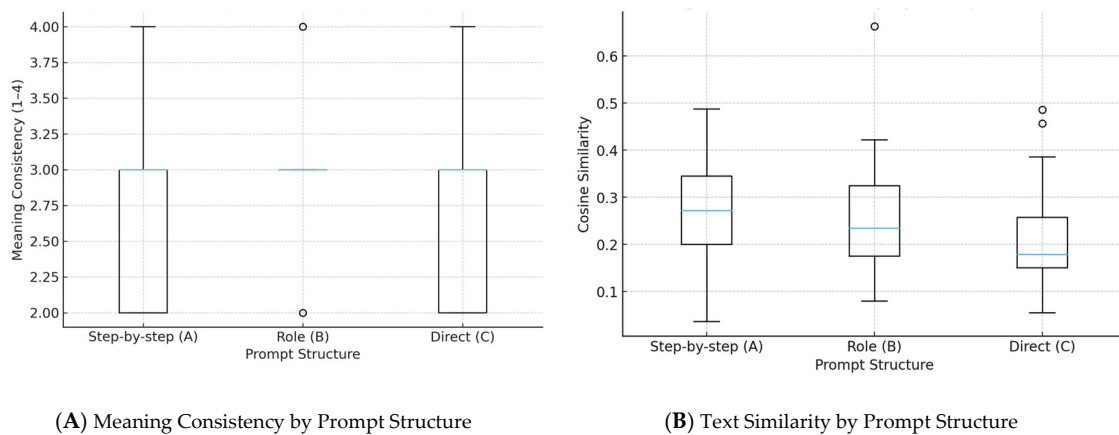 4.00
3.75
3.50
3.25
3.00
2.75
2.50
2.25
2.00
Meaning Consistency (1–4)
Step-by-step (A)
Role (B)
Direct (C)
Prompt Structure
0.6
0.5
0.4
0.3
0.2
0.1
Cosine Similarity
Step-by-step (A)
Role (B)
Direct (C)
Prompt Structure
(A) Meaning Consistency by Prompt Structure
(B) Text Similarity by Prompt Structure